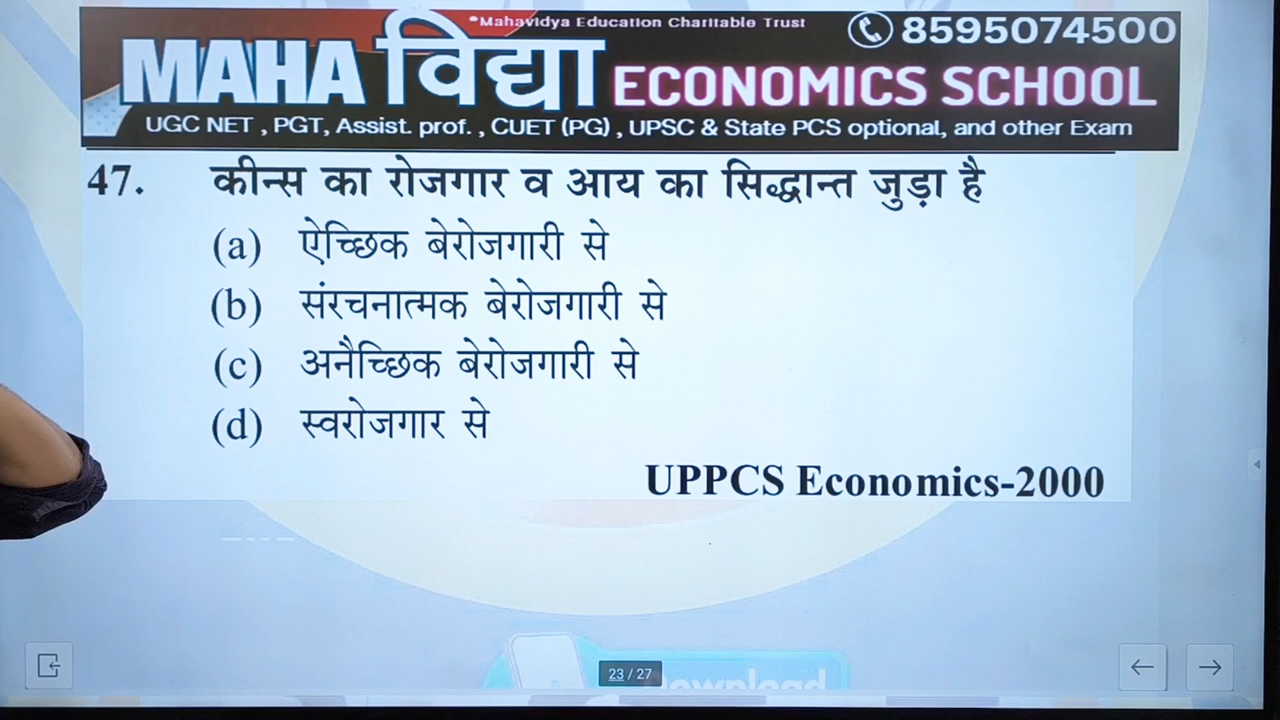 *Mahavidya Education Charitable Trust
8595074500
MAHA विद्या ECONOMICS SCHOOL
UGC NET , PGT, Assist. prof. , CUET (PG) , UPSC & State PCS optional, and other Exam
47. कीन्स का रोजगार व आय का सिद्धान्त जुड़ा है
(a) ऐच्छिक बेरोजगारी से
(b) संरचनात्मक बेरोजगारी से
(c) अनैच्छिक बेरोजगारी से
(d) स्वरोजगार से
UPPCS Economics-2000
23 / 27
Download